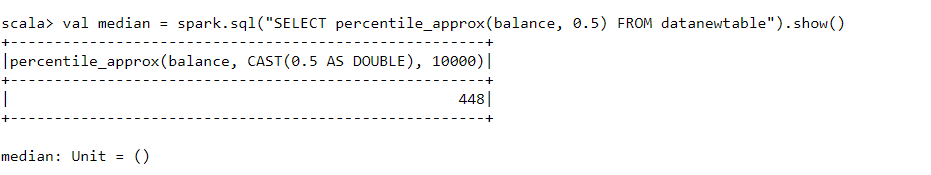 scala> val median = spark.sql("SELECT percentile_approx(balance, 0.5) FROM datanewtable").show()
+------------------------------------------------+
|percentile_approx(balance, CAST(0.5 AS DOUBLE), 10000)|
+------------------------------------------------+
|                                             448|
+------------------------------------------------+
median: Unit = ()